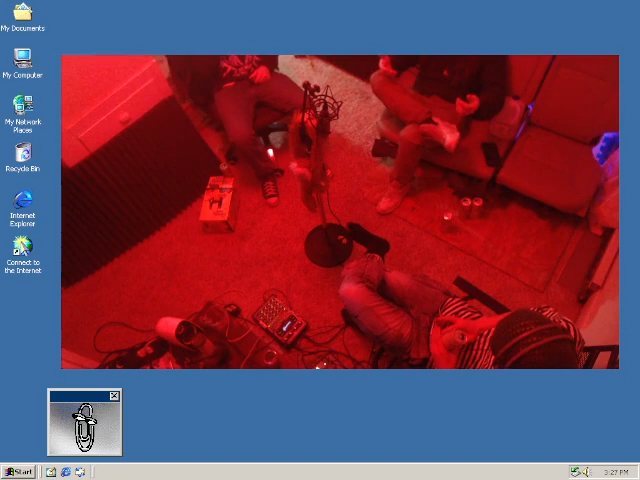 My Documents
My Computer
My Network
Places
Recycle Bin
Internet
Explorer
Connect to
the Internet
Start
3:27 PM